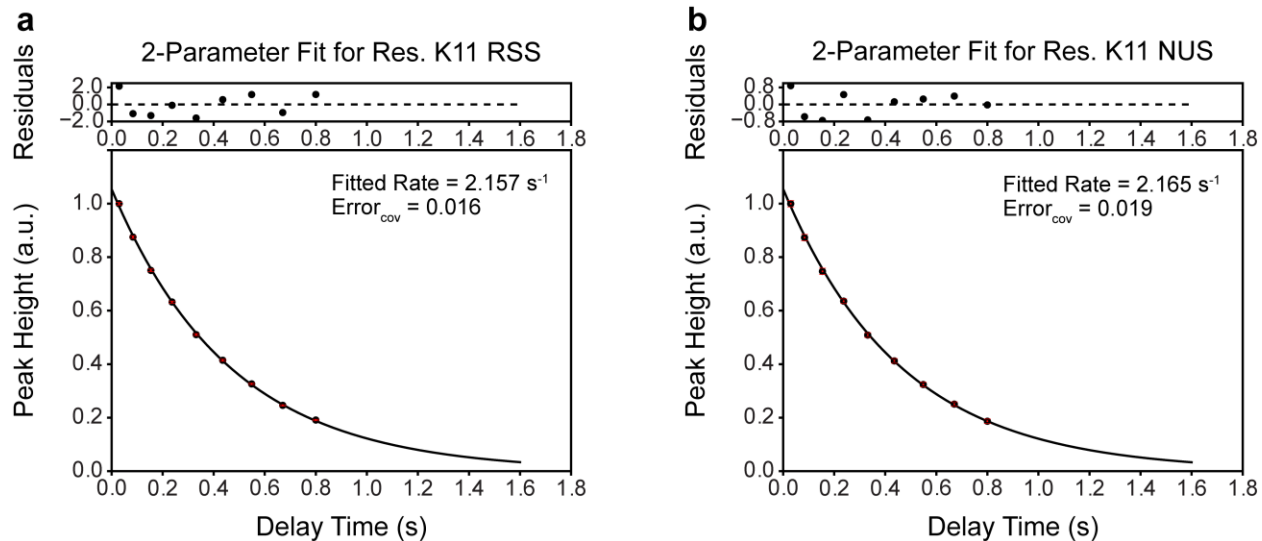 a
2-Parameter Fit for Res. K11 RSS
Residuals
2.0
0.0
−2.0
0.0 0.2 0.4 0.6 0.8 1.0 1.2 1.4 1.6 1.8
Fitted Rate = 2.157 s⁻¹
Error_cov = 0.016
Peak Height (a.u.)
1.0
0.8
0.6
0.4
0.2
0.0
0.0 0.2 0.4 0.6 0.8 1.0 1.2 1.4 1.6 1.8
Delay Time (s)
b
2-Parameter Fit for Res. K11 NUS
Residuals
0.8
0.0
−0.8
0.0 0.2 0.4 0.6 0.8 1.0 1.2 1.4 1.6 1.8
Fitted Rate = 2.165 s⁻¹
Error_cov = 0.019
Peak Height (a.u.)
1.0
0.8
0.6
0.4
0.2
0.0
0.0 0.2 0.4 0.6 0.8 1.0 1.2 1.4 1.6 1.8
Delay Time (s)